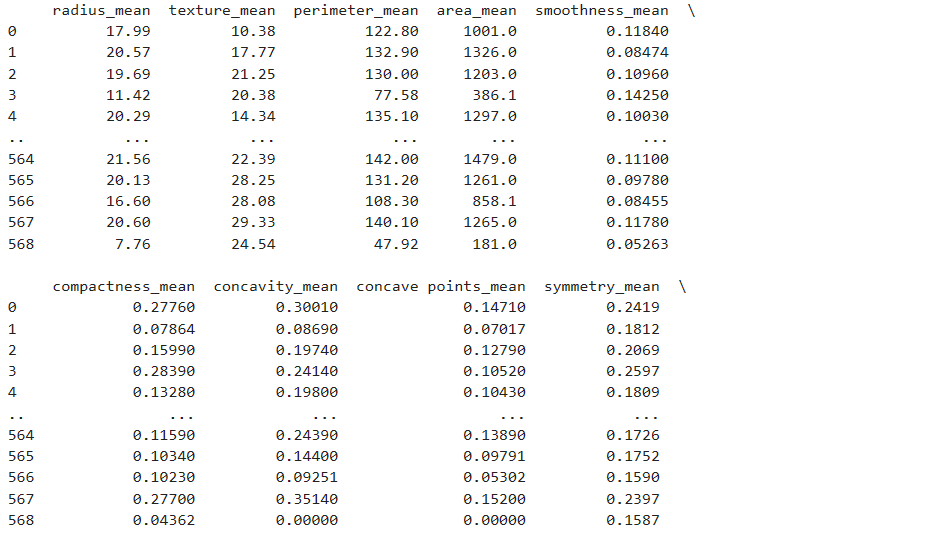 radius_mean texture_mean perimeter_mean area_mean smoothness_mean \
0 17.99 10.38 122.80 1001.0 0.11840
1 20.57 17.77 132.90 1326.0 0.08474
2 19.69 21.25 130.00 1203.0 0.10960
3 11.42 20.38 77.58 386.1 0.14250
4 20.29 14.34 135.10 1297.0 0.10030
.. ... ... ... ... ...
564 21.56 22.39 142.00 1479.0 0.11100
565 20.13 28.25 131.20 1261.0 0.09780
566 16.60 28.08 108.30 858.1 0.08455
567 20.60 29.33 140.10 1265.0 0.11780
568 7.76 24.54 47.92 181.0 0.05263
compactness_mean concavity_mean concave points_mean symmetry_mean \
0 0.27760 0.30010 0.14710 0.2419
1 0.07864 0.08690 0.07017 0.1812
2 0.15990 0.19740 0.12790 0.2069
3 0.28390 0.24140 0.10520 0.2597
4 0.13280 0.19800 0.10430 0.1809
.. ... ... ... ...
564 0.11590 0.24390 0.13890 0.1726
565 0.10340 0.14400 0.09791 0.1752
566 0.10230 0.09251 0.05302 0.1590
567 0.27700 0.35140 0.15200 0.2397
568 0.04362 0.00000 0.00000 0.1587